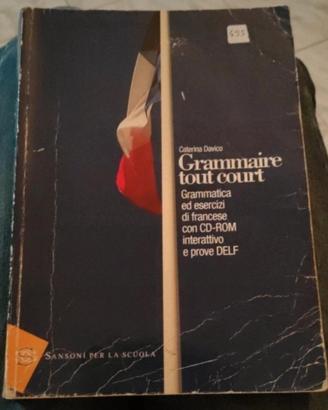 Caterina Davico
Grammaire
tout court
Grammatica
ed esercizi
di francese
con CD-ROM
interattivo
e prove DELF
SANSONI PER LA SCUOLA